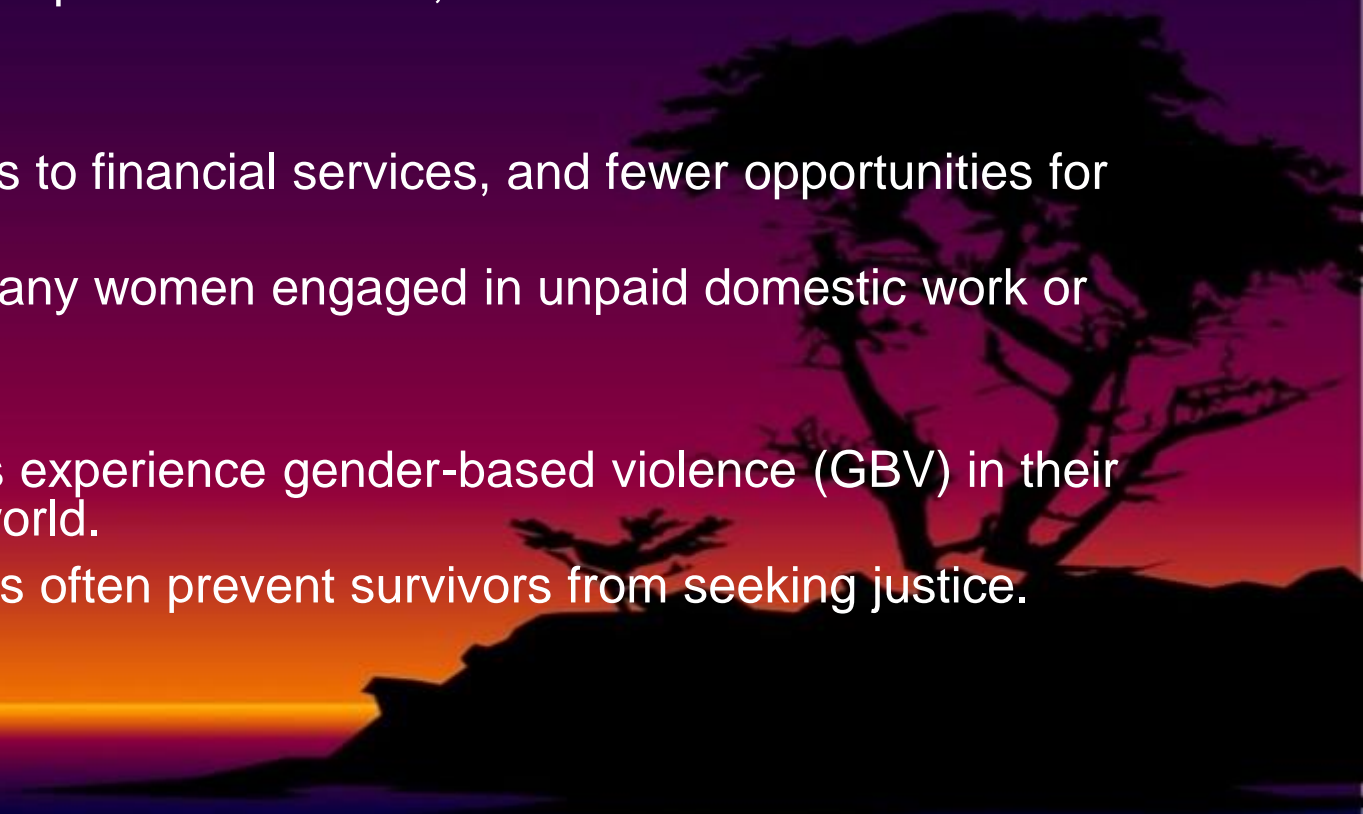 s to financial services, and fewer opportunities for
any women engaged in unpaid domestic work or
s experience gender-based violence (GBV) in their
world.
s often prevent survivors from seeking justice.